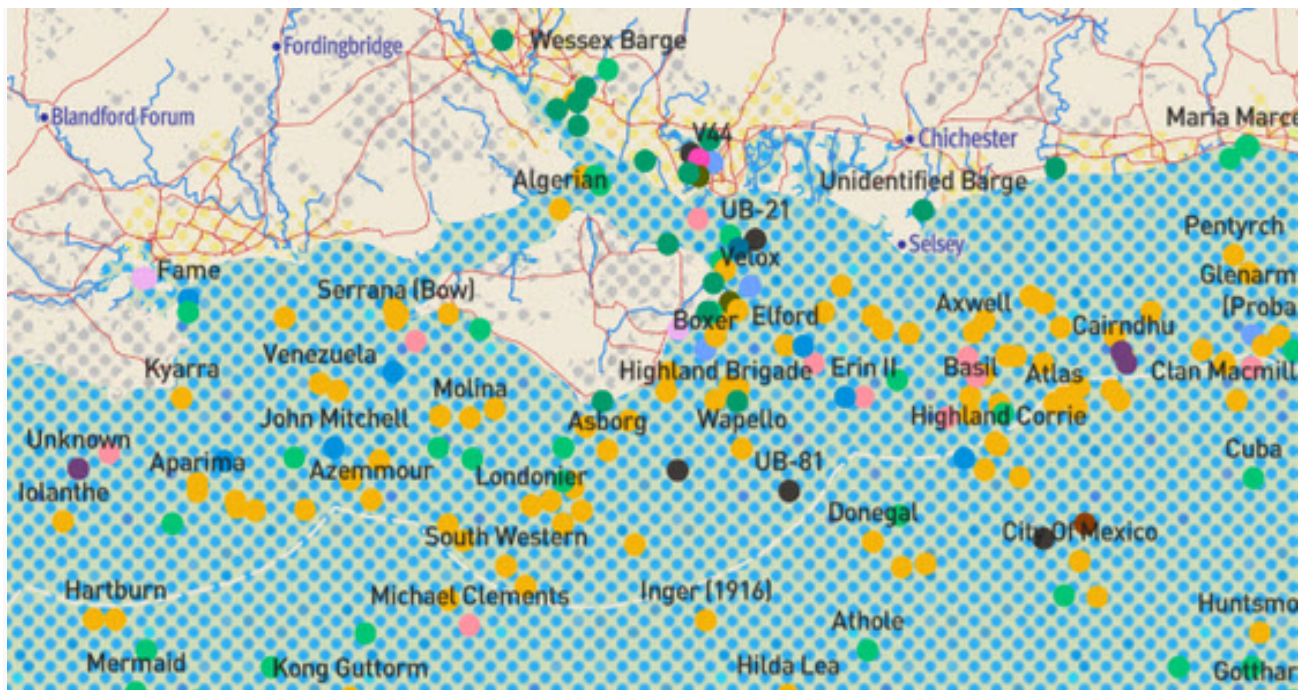 Wessex Barge
Fordingbridge
Blandford Forum
Maria Marce
V44
Chichester
Algerian
Unidentified Barge
UB-21
Pentyrch
Selsey
Velox
Fame
Glenarm
Serrana (Bow)
Axwell
(Proba
Boxer
Elford
Cairndhu
Venezuela
Kyarra
Highland Brigade
Erin II
Basil
Atlas
Clan Macmill
Molina
John Mitchell
Asborg
Wapello
Highland Corrie
Unknown
Aparima
Azemmour
UB-81
Cuba
Londonier
Iolanthe
Donegal
South Western
City Of Mexico
Hartburn
Michael Clements
Inger (1916)
Huntsmo
Athole
Mermaid
Kong Guttorm
Hilda Lea
Gotthar